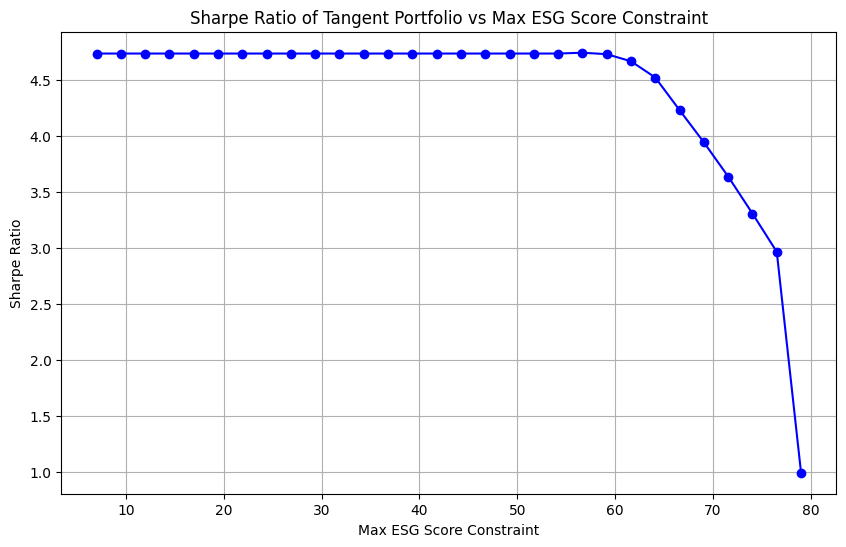 Sharpe Ratio of Tangent Portfolio vs Max ESG Score Constraint
Sharpe Ratio
4.5
4.0
3.5
3.0
2.5
2.0
1.5
1.0
10 20 30 40 50 60 70 80
Max ESG Score Constraint